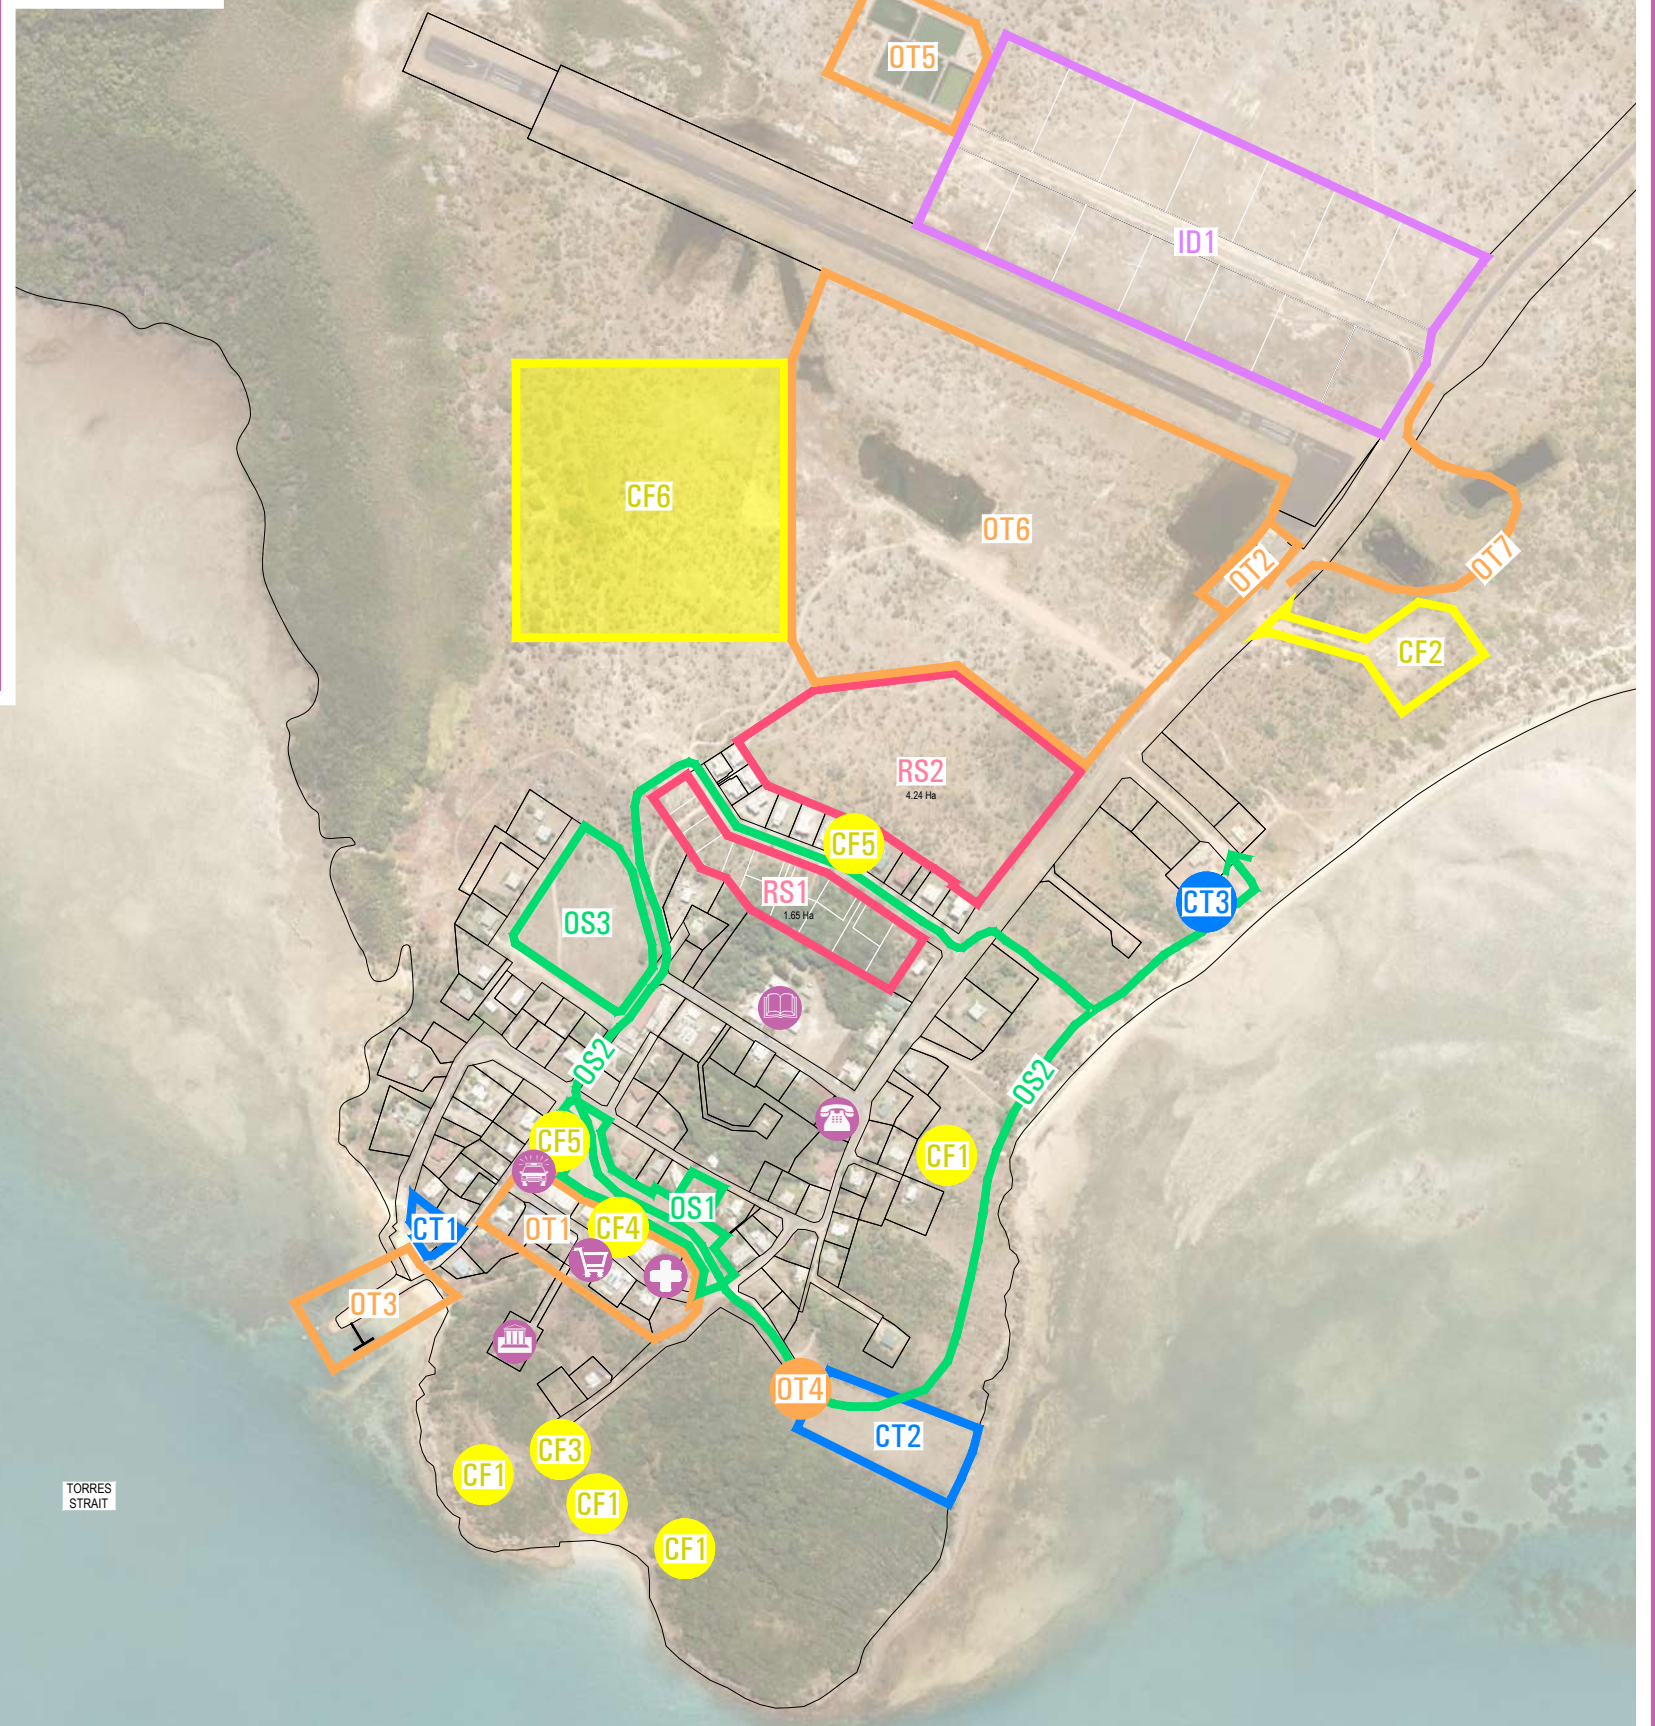 OT5
ID1
CF6
OT6
OT2
OT7
CF2
RS2
4.24 Ha
CF5
RS1
1.65 Ha
CT3
OS3
OS2
OS2
CF5
CF1
OS1
CT1
OT1
CF4
OT3
OT4
CT2
CF3
CF1
CF1
CF1
TORRES
STRAIT